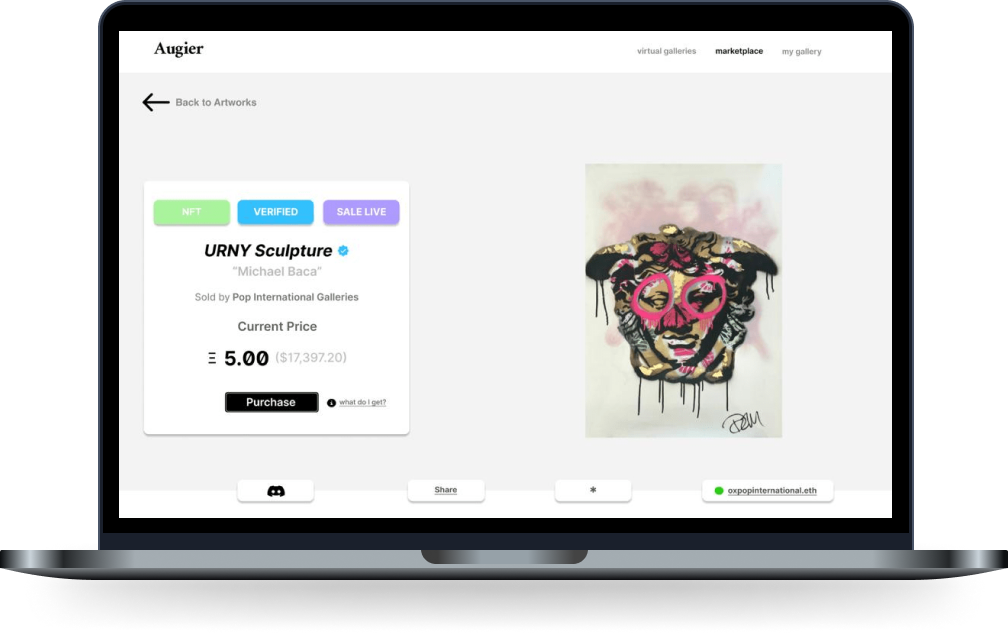 Augier
virtual galleries marketplace my gallery
Back to Artworks
NFT VERIFIED SALE LIVE
URNY Sculpture
“Michael Baca”
Sold by Pop International Galleries
Current Price
Ξ 5.00 ($17,397.20)
Purchase i what do I get?
Share
*
oxpopinternational.eth